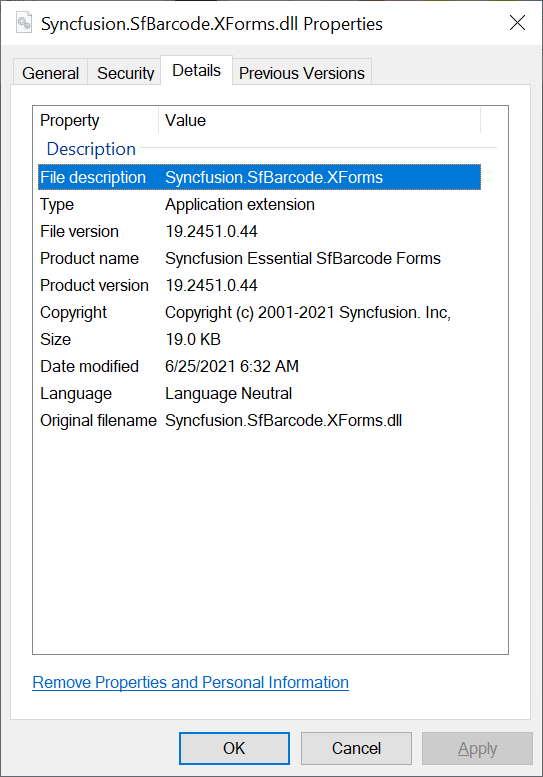 Syncfusion.SfBarcode.XForms.dll Properties
General Security Details Previous Versions
Property Value
Description
File description Syncfusion.SfBarcode.XForms
Type Application extension
File version 19.2451.0.44
Product name Syncfusion Essential SfBarcode Forms
Product version 19.2451.0.44
Copyright Copyright (c) 2001-2021 Syncfusion. Inc,
Size 19.0 KB
Date modified 6/25/2021 6:32 AM
Language Language Neutral
Original filename Syncfusion.SfBarcode.XForms.dll
Remove Properties and Personal Information
OK Cancel Apply